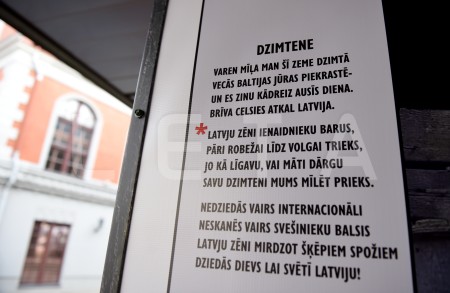 DZIMTENE
VAREN MĪĻA MAN ŠĪ ZEME DZIMTĀ
VECĀS BALTIJAS JŪRAS PIEKRASTĒ-
UN ES ZINU KĀDREIZ AUSĪS DIENA.
BRĪVA CELSIES ATKAL LATVIJA.
* LATVJU ZĒNI IENAIDNIEKU BARUS,
PĀRI ROBEŽAI LĪDZ VOLGAI TRIEKS,
JO KĀ LĪGAVU, VAI MĀTI DĀRGU
SAVU DZIMTENI MUMS MĪLĒT PRIEKS.
NEDZIEDĀS VAIRS INTERNACIONĀLI
NESKANĒS VAIRS SVEŠINIEKU BALSIS
LATVJU ZĒNI MIRDZOT ŠĶĒPIEM SPOŽIEM
DZIEDĀS DIEVS LAI SVĒTĪ LATVIJU!
LETA